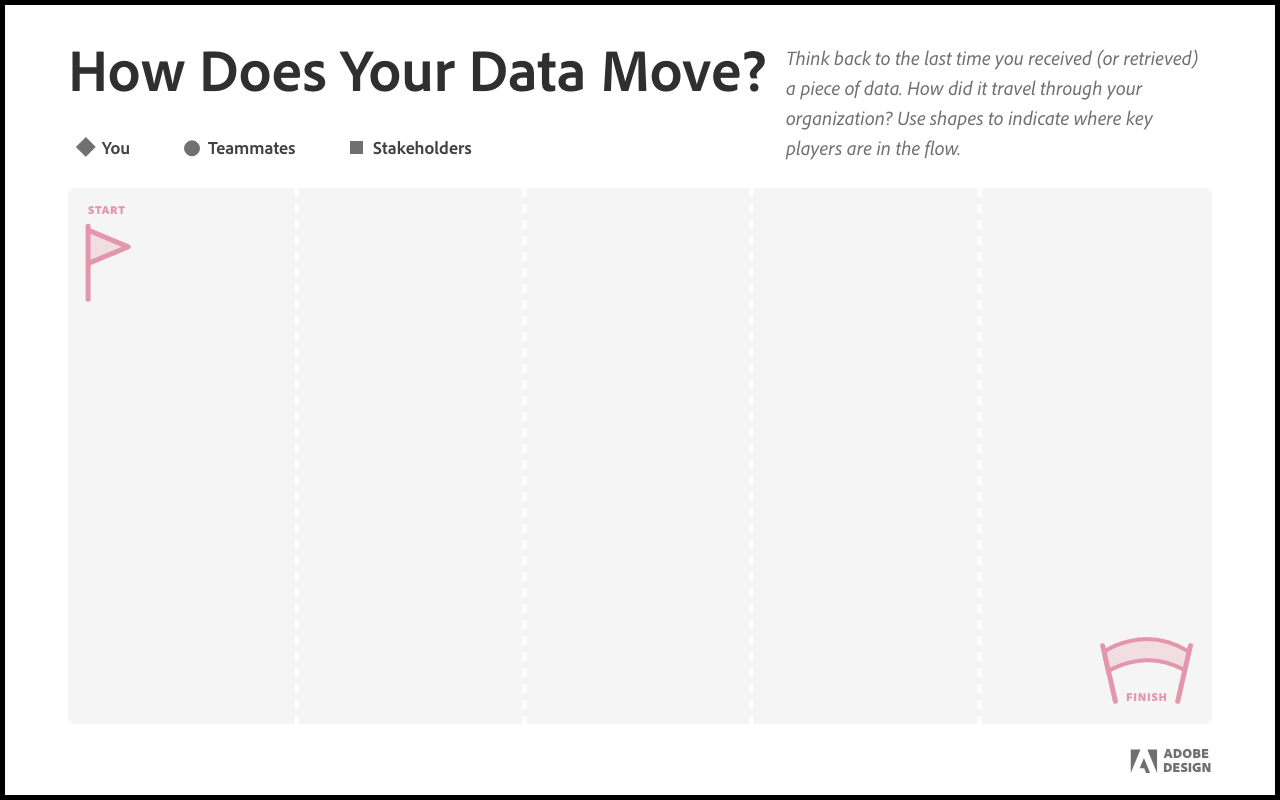 How Does Your Data Move?
Think back to the last time you received (or retrieved)
a piece of data. How did it travel through your
organization? Use shapes to indicate where key
players are in the flow.
You
Teammates
Stakeholders
START
FINISH
ADOBE
DESIGN